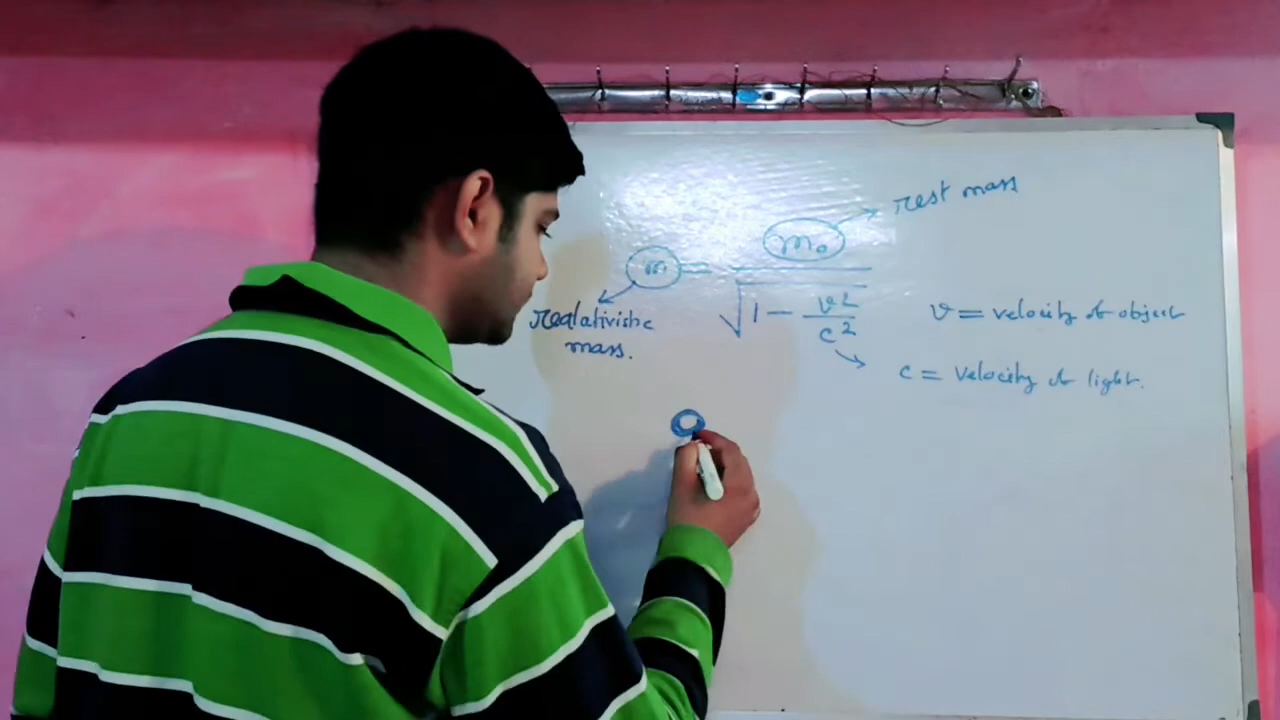 rest mass
m = m₀ / √(1 - v²/c²)
realativistic
mass.
v = velocity of object
c = velocity of light.